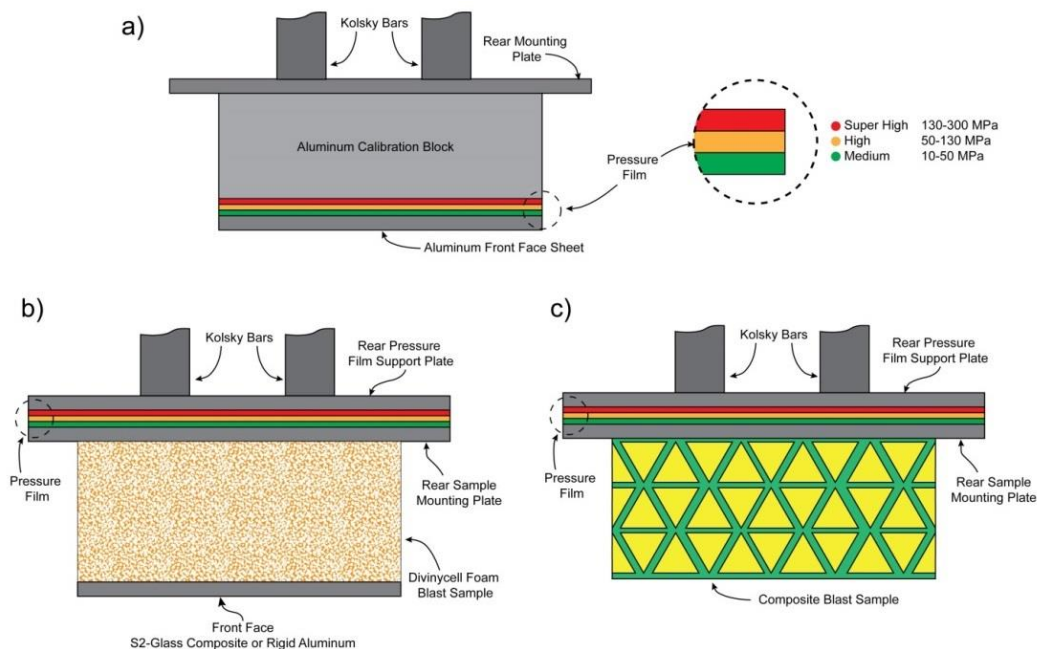 a)
Kolsky Bars
Rear Mounting
Plate
Aluminum Calibration Block
Pressure
Film
Super High 130-300 MPa
High 50-130 MPa
Medium 10-50 MPa
Aluminum Front Face Sheet
b)
Kolsky Bars
Rear Pressure
Film Support Plate
Pressure
Film
Rear Sample
Mounting Plate
Divinycell Foam
Blast Sample
Front Face
S2-Glass Composite or Rigid Aluminum
c)
Kolsky Bars
Rear Pressure
Film Support Plate
Pressure
Film
Rear Sample
Mounting Plate
Composite Blast Sample